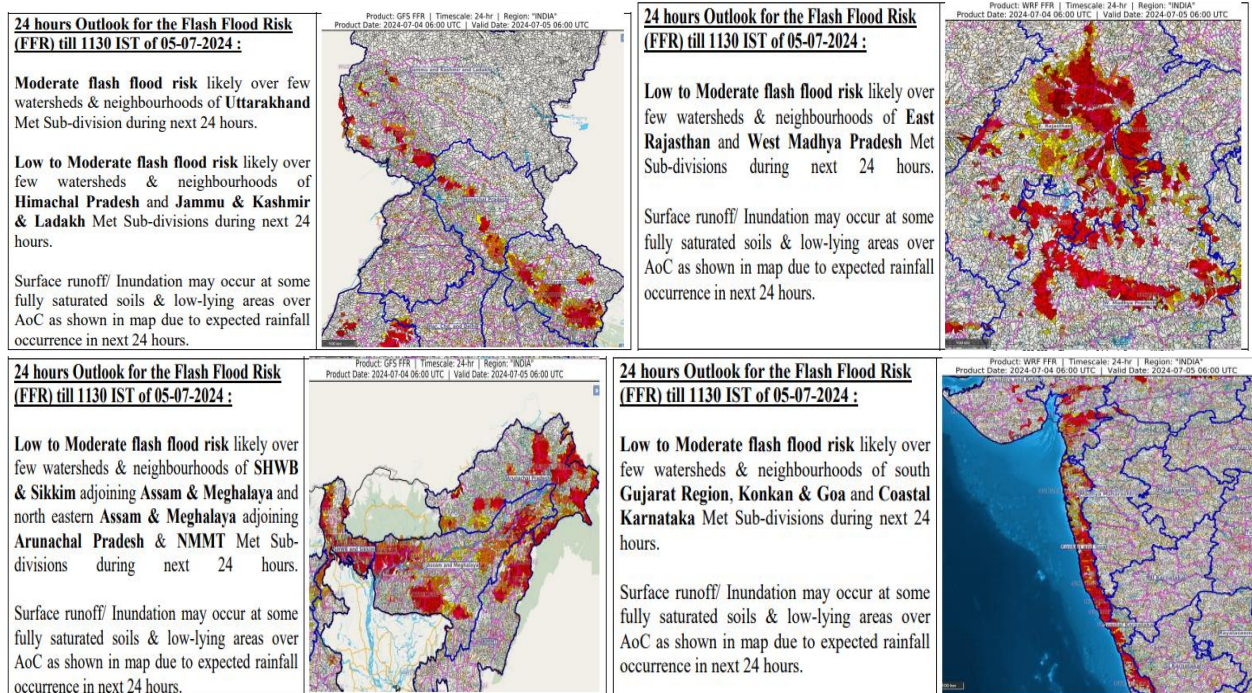 24 hours Outlook for the Flash Flood Risk
(FFR) till 1130 IST of 05-07-2024 :
Moderate flash flood risk likely over few
watersheds & neighbourhoods of Uttarakhand
Met Sub-division during next 24 hours.
Low to Moderate flash flood risk likely over
few watersheds & neighbourhoods of
Himachal Pradesh and Jammu & Kashmir
& Ladakh Met Sub-divisions during next 24
hours.
Surface runoff/ Inundation may occur at some
fully saturated soils & low-lying areas over
AoC as shown in map due to expected rainfall
occurrence in next 24 hours.
Product: GFS FFR | Timescale: 24-hr | Region: "INDIA"
Product Date: 2024-07-04 06:00 UTC | Valid Date: 2024-07-05 06:00 UTC
Jammu and Kashmir and Ladakh
24 hours Outlook for the Flash Flood Risk
(FFR) till 1130 IST of 05-07-2024 :
Low to Moderate flash flood risk likely over
few watersheds & neighbourhoods of East
Rajasthan and West Madhya Pradesh Met
Sub-divisions during next 24 hours.
Surface runoff/ Inundation may occur at some
fully saturated soils & low-lying areas over
AoC as shown in map due to expected rainfall
occurrence in next 24 hours.
Product: WRF FFR | Timescale: 24-hr | Region: "INDIA"
Product Date: 2024-07-04 06:00 UTC | Valid Date: 2024-07-05 06:00 UTC
Madhya Pradesh
24 hours Outlook for the Flash Flood Risk
(FFR) till 1130 IST of 05-07-2024 :
Low to Moderate flash flood risk likely over
few watersheds & neighbourhoods of SHWB
& Sikkim adjoining Assam & Meghalaya and
north eastern Assam & Meghalaya adjoining
Arunachal Pradesh & NMMT Met Sub-
divisions during next 24 hours.
Surface runoff/ Inundation may occur at some
fully saturated soils & low-lying areas over
AoC as shown in map due to expected rainfall
occurrence in next 24 hours.
Product: GFS FFR | Timescale: 24-hr | Region: "INDIA"
Product Date: 2024-07-04 06:00 UTC | Valid Date: 2024-07-05 06:00 UTC
Arunachal Pradesh
Assam and Meghalaya
24 hours Outlook for the Flash Flood Risk
(FFR) till 1130 IST of 05-07-2024 :
Low to Moderate flash flood risk likely over
few watersheds & neighbourhoods of south
Gujarat Region, Konkan & Goa and Coastal
Karnataka Met Sub-divisions during next 24
hours.
Surface runoff/ Inundation may occur at some
fully saturated soils & low-lying areas over
AoC as shown in map due to expected rainfall
occurrence in next 24 hours.
Product: WRF FFR | Timescale: 24-hr | Region: "INDIA"
Product Date: 2024-07-04 06:00 UTC | Valid Date: 2024-07-05 06:00 UTC
Coastal Karnataka